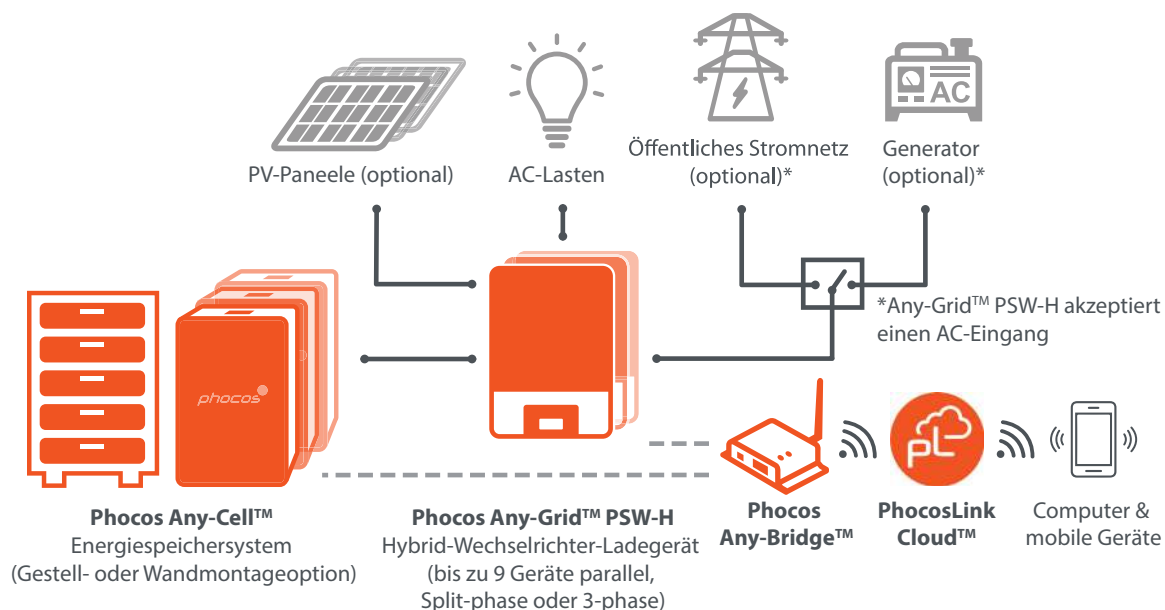 AC
PV-Paneele (optional)
AC-Lasten
Öffentliches Stromnetz
(optional)*
Generator
(optional)*
*Any-Grid™ PSW-H akzeptiert
einen AC-Eingang
phocos
pL
Phocos Any-Cell™
Energiespeichersystem
(Gestell- oder Wandmontageoption)
Phocos Any-Grid™ PSW-H
Hybrid-Wechselrichter-Ladegerät
(bis zu 9 Geräte parallel,
Split-phase oder 3-phase)
Phocos
Any-Bridge™
PhocosLink
Cloud™
Computer &
mobile Geräte